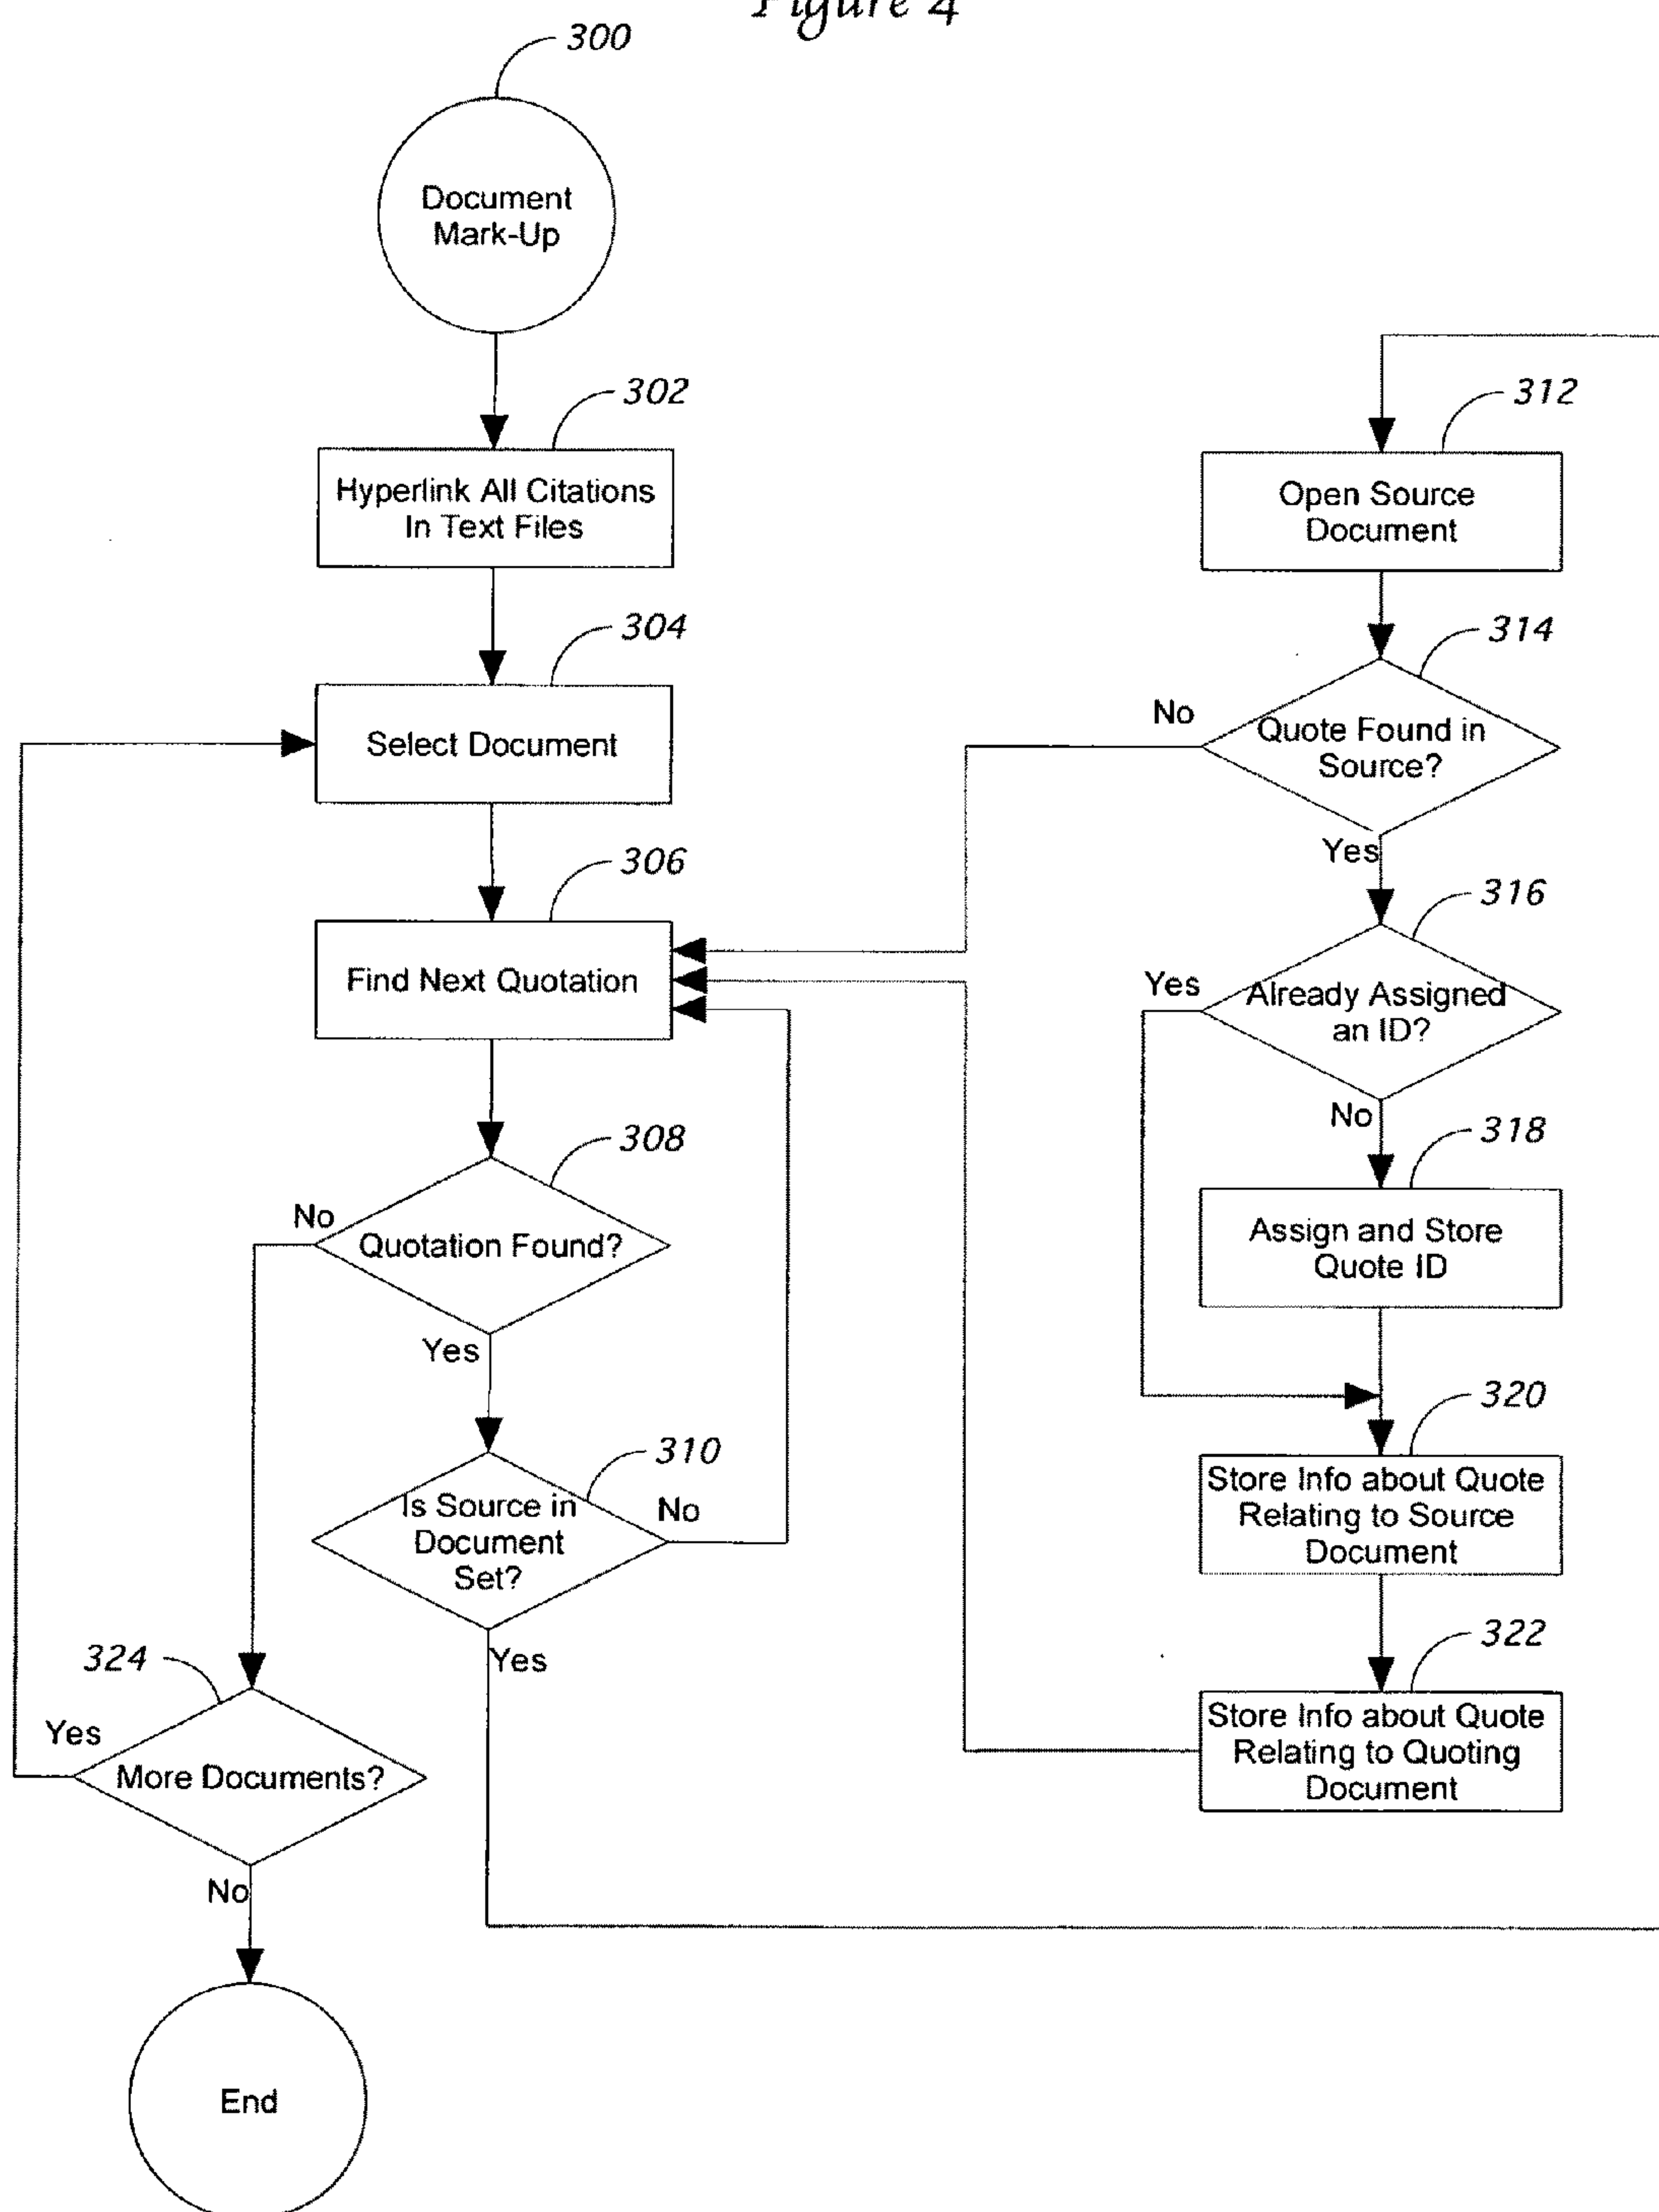 Figure 4
300
Document
Mark-Up
302
Hyperlink All Citations
In Text Files
304
Select Document
306
Find Next Quotation
308
No
Quotation Found?
Yes
310
Is Source in
Document
Set?
No
Yes
324
Yes
More Documents?
No
End
312
Open Source
Document
314
No
Quote Found in
Source?
Yes
316
Yes
Already Assigned
an ID?
No
318
Assign and Store
Quote ID
320
Store Info about Quote
Relating to Source
Document
322
Store Info about Quote
Relating to Quoting
Document